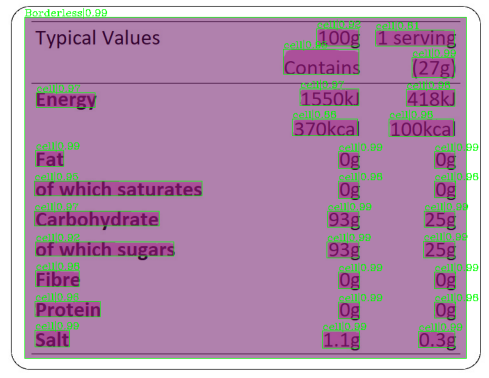 Borderless|0.99
Typical Values 100g 1 serving
Contains (27g)
Energy 1550kJ 418kJ
370kcal 100kcal
Fat 0g 0g
of which saturates 0g 0g
Carbohydrate 93g 25g
of which sugars 93g 25g
Fibre 0g 0g
Protein 0g 0g
Salt 1.1g 0.3g